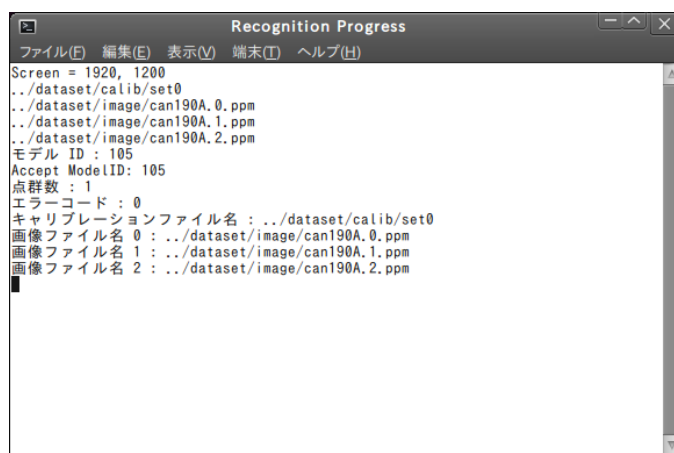 Recognition Progress
ファイル(F) 編集(E) 表示(V) 端末(T) ヘルプ(H)
Screen = 1920, 1200
../dataset/calib/set0
../dataset/image/can190A.0.ppm
../dataset/image/can190A.1.ppm
../dataset/image/can190A.2.ppm
モデル ID : 105
Accept ModelID: 105
点群数 : 1
エラーコード : 0
キャリブレーションファイル名 : ../dataset/calib/set0
画像ファイル名 0 : ../dataset/image/can190A.0.ppm
画像ファイル名 1 : ../dataset/image/can190A.1.ppm
画像ファイル名 2 : ../dataset/image/can190A.2.ppm